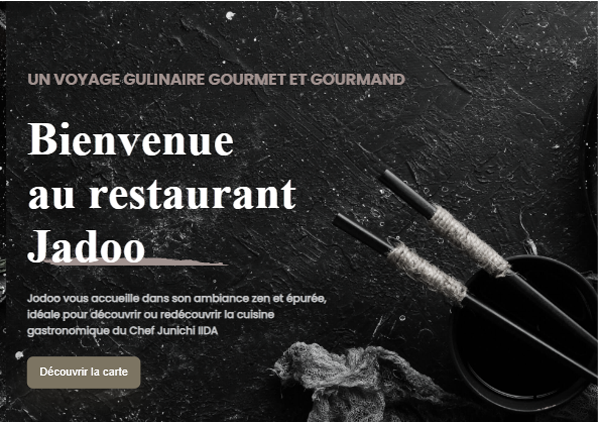 UN VOYAGE GULINAIRE GOURMET ET GOURMAND
Bienvenue
au restaurant
Jadoo
Jodoo vous accueille dans son ambiance zen et épurée,
idéale pour découvrir ou redécouvrir la cuisine
gastronomique du Chef Junichi IIDA
Découvrir la carte